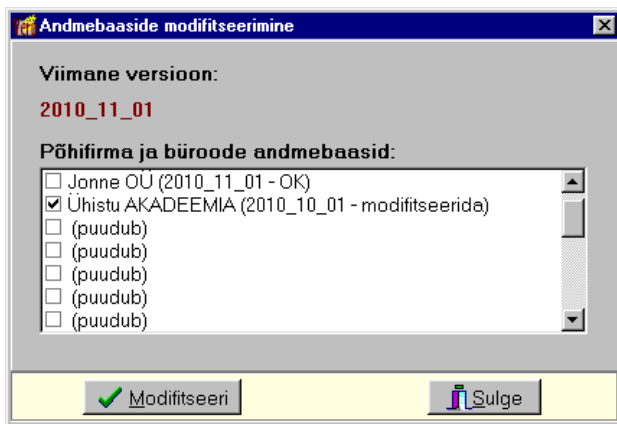 Andmebaaside modifitseerimine
Viimane versioon:
2010_11_01
Põhifirma ja büroode andmebaasid:
Jonne OÜ (2010_11_01 - OK)
Ühistu AKADEEMIA (2010_10_01 - modifitseerida)
(puudub)
(puudub)
(puudub)
(puudub)
(puudub)
Modifitseeri Sulge